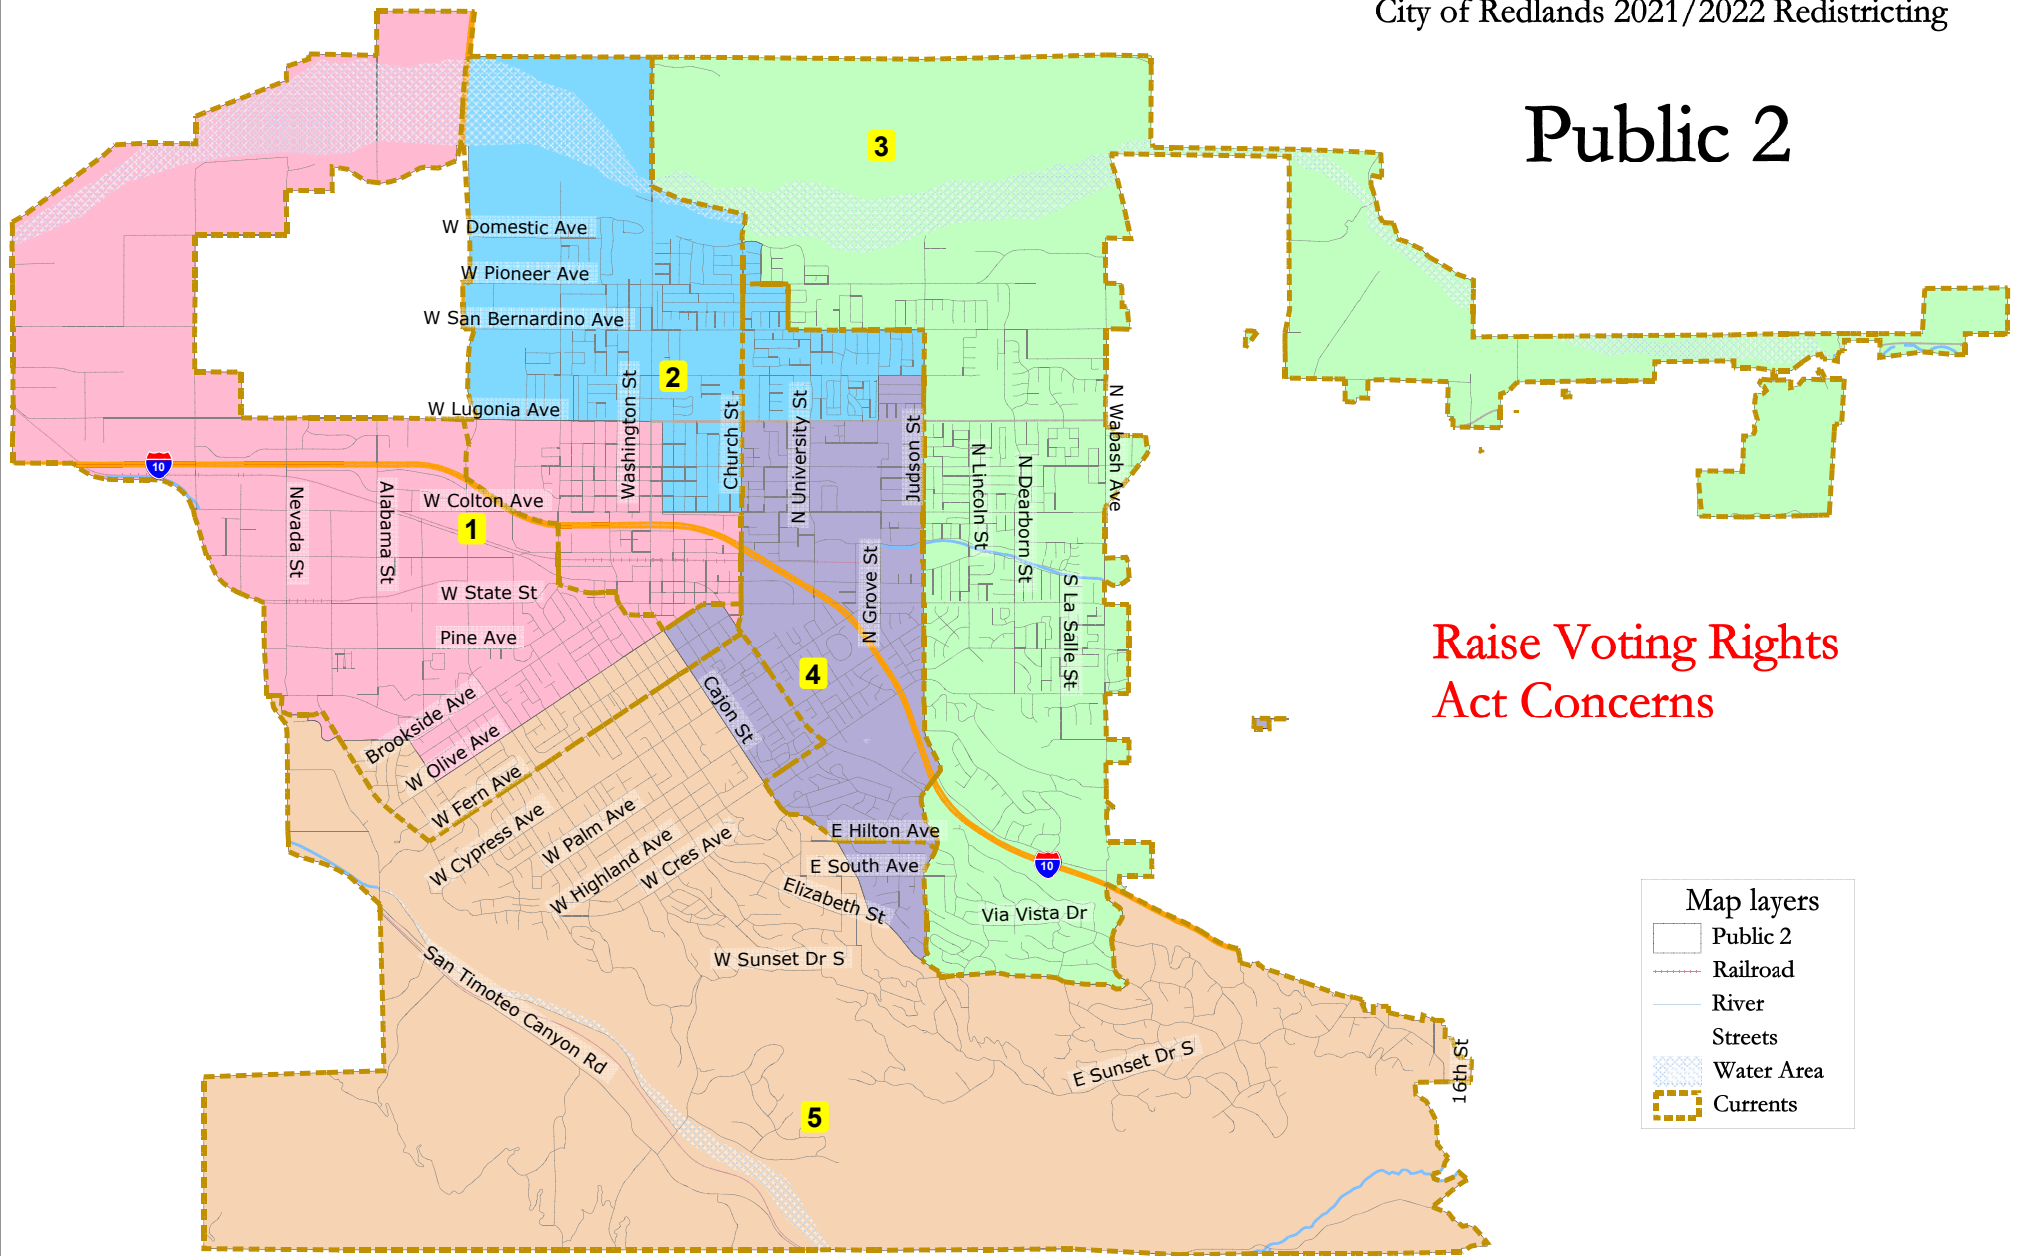 City of Redlands 2021/2022 Redistricting
Public 2
3
W Domestic Ave
W Pioneer Ave
W San Bernardino Ave
2
W Lugonia Ave
Washington St
Church St
N University St
Judson St
N Wabash Ave
N Lincoln St
N Dearborn St
10
Nevada St
Alabama St
W Colton Ave
1
W State St
Pine Ave
N Grove St
S La Salle St
Raise Voting Rights
Act Concerns
4
Cajon St
Brookside Ave
W Olive Ave
W Fern Ave
W Cypress Ave
W Palm Ave
W Highland Ave
W Cres Ave
E Hilton Ave
E South Ave
10
Elizabeth St
Via Vista Dr
W Sunset Dr S
San Timoteo Canyon Rd
E Sunset Dr S
16th St
5
Map layers
Public 2
Railroad
River
Streets
Water Area
Currents